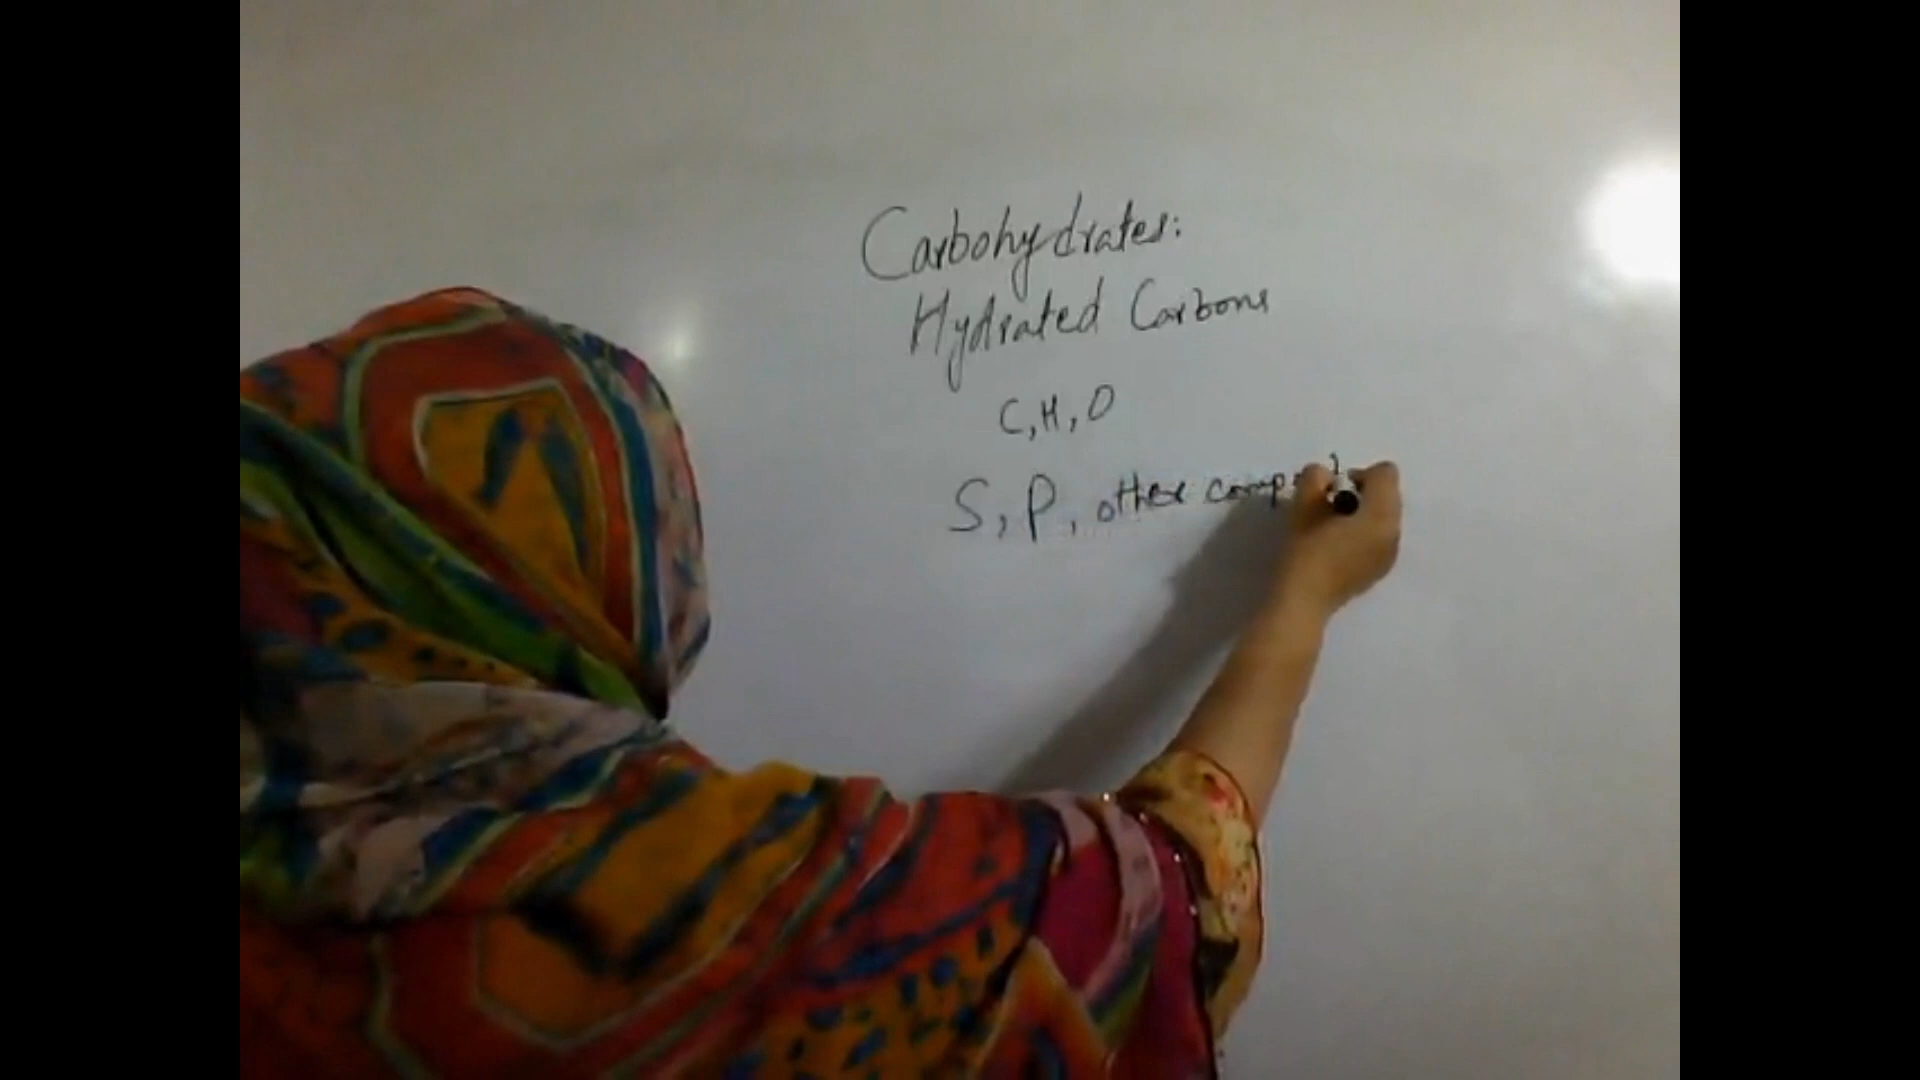 Carbohydrates:
Hydrated Carbons
C, H, O
S, P, other